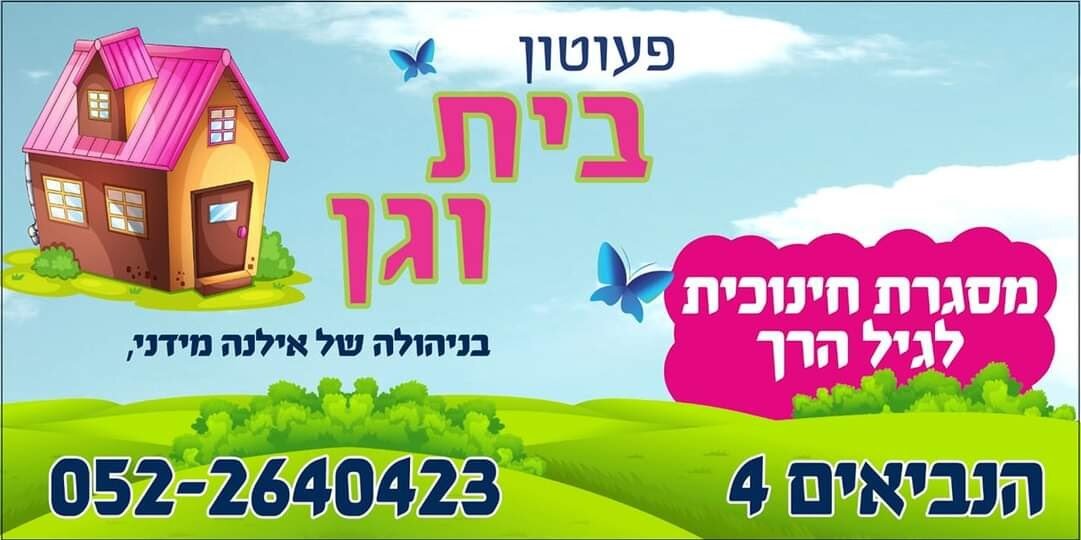 פעוטון
בית
וגן
בניהולה של אילנה מידני,
מסגרת חינוכית
לגיל הרך
הנביאים 4
052-2640423